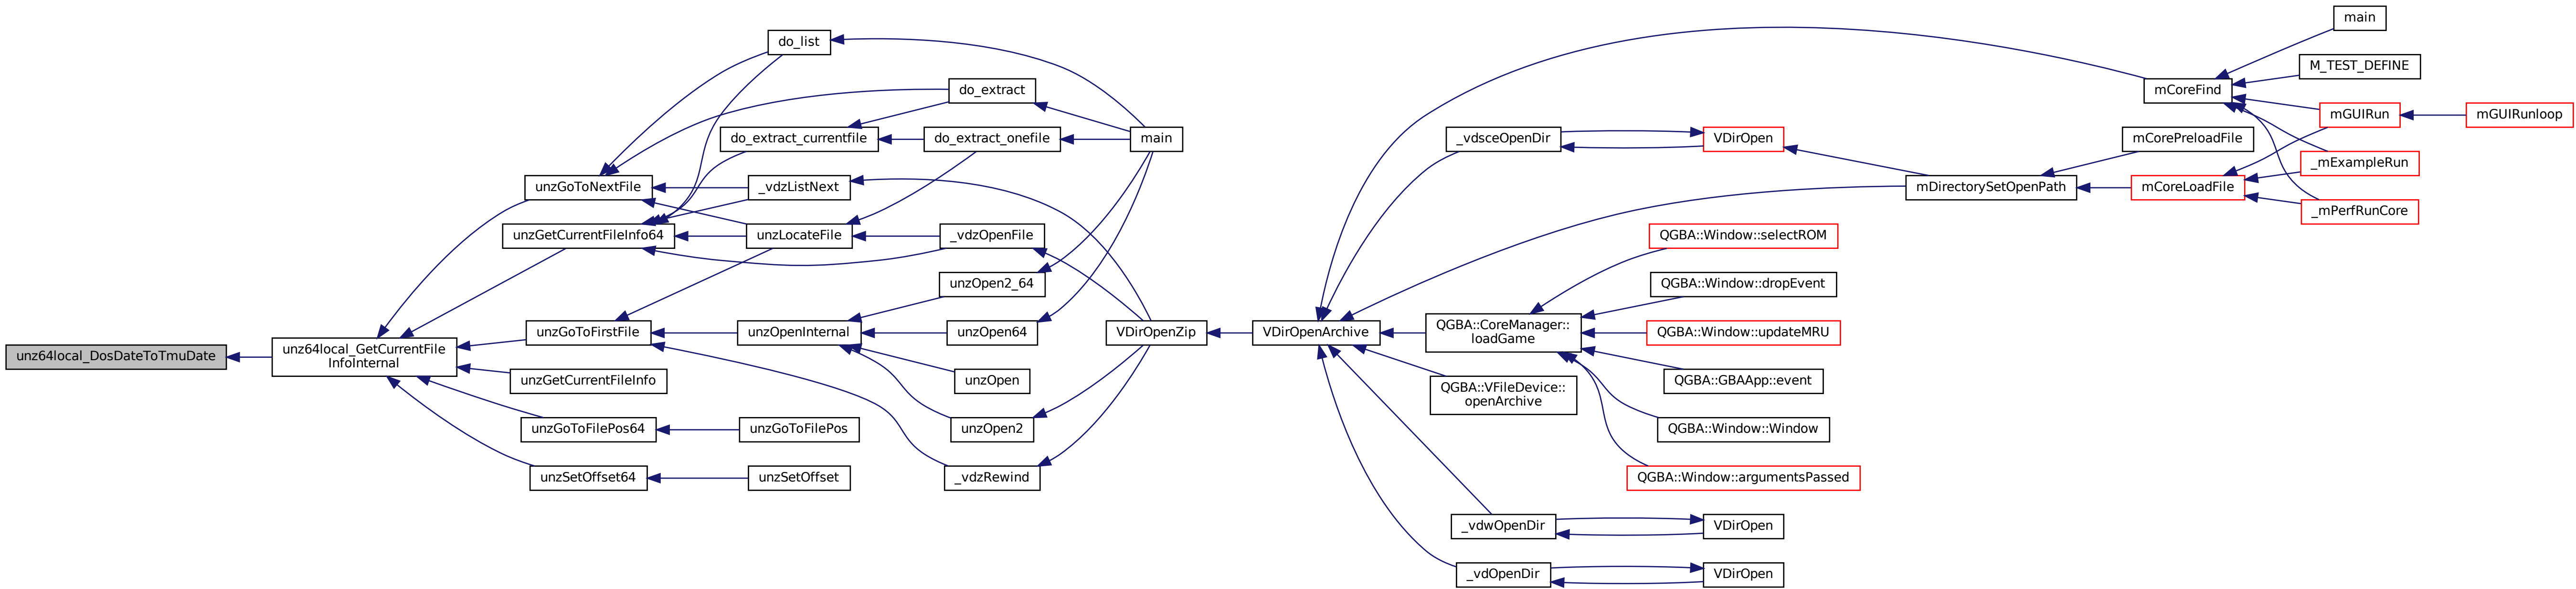 unz64local_DosDateToTmuDate
unz64local_GetCurrentFile
InfoInternal
unzGoToNextFile
unzGetCurrentFileInfo64
unzGoToFirstFile
unzGetCurrentFileInfo
unzGoToFilePos64
unzSetOffset64
do_list
do_extract
do_extract_currentfile
do_extract_onefile
main
_vdzListNext
unzLocateFile
_vdzOpenFile
unzOpen2_64
unzOpenInternal
unzOpen64
unzOpen
unzGoToFilePos
unzOpen2
unzSetOffset
_vdzRewind
VDirOpenZip
VDirOpenArchive
_vdsceOpenDir
VDirOpen
QGBA::CoreManager::
loadGame
QGBA::VFileDevice::
openArchive
_vdwOpenDir
VDirOpen
_vdOpenDir
VDirOpen
QGBA::Window::selectROM
QGBA::Window::dropEvent
QGBA::Window::updateMRU
QGBA::GBAApp::event
QGBA::Window::Window
QGBA::Window::argumentsPassed
mDirectorySetOpenPath
mCoreFind
mCorePreloadFile
mCoreLoadFile
main
M_TEST_DEFINE
mGUIRun
mGUIRunloop
_mExampleRun
_mPerfRunCore